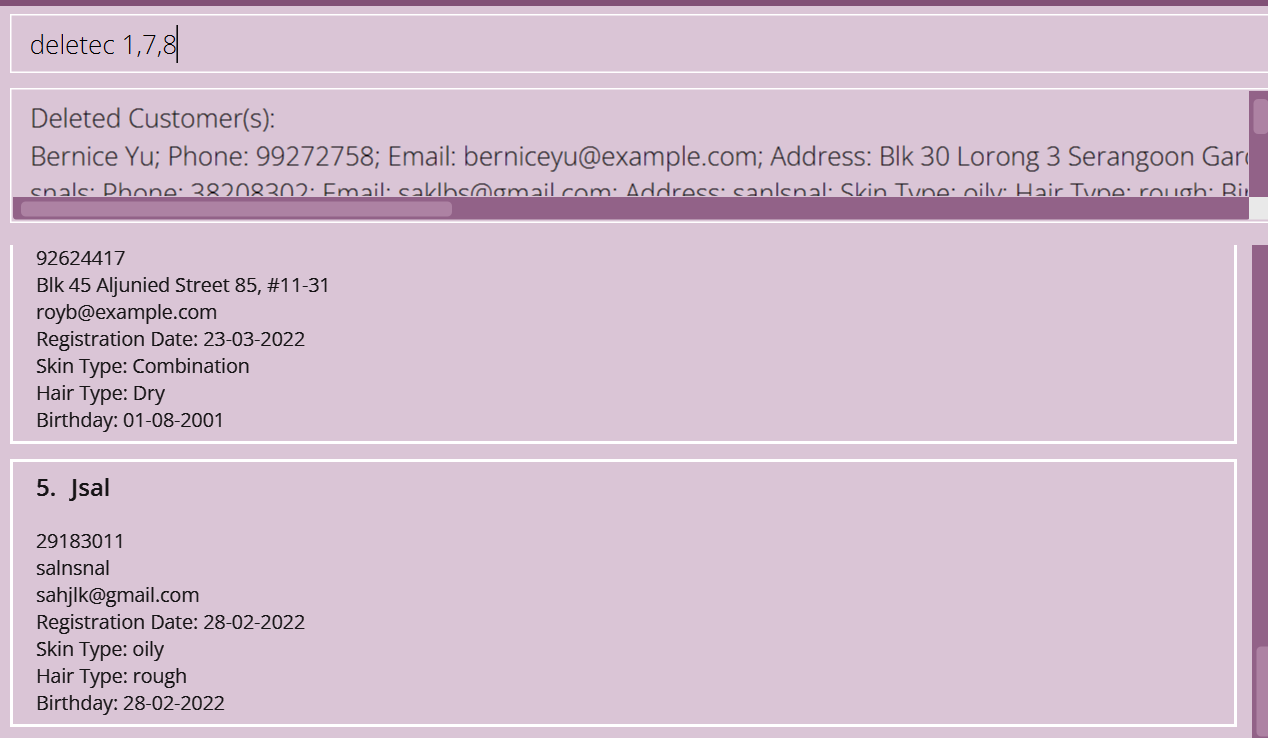 deletec 1,7,8
Deleted Customer(s):
Bernice Yu; Phone: 99272758; Email: berniceyu@example.com; Address: Blk 30 Lorong 3 Serangoon Gard
snals; Phone: 38208302; Email: saklbs@gmail.com; Address: sanlsnal; Skin Type: oily; Hair Type: rough; Bir
92624417
Blk 45 Aljunied Street 85, #11-31
royb@example.com
Registration Date: 23-03-2022
Skin Type: Combination
Hair Type: Dry
Birthday: 01-08-2001
5. Jsal
29183011
salnsnal
sahjlk@gmail.com
Registration Date: 28-02-2022
Skin Type: oily
Hair Type: rough
Birthday: 28-02-2022